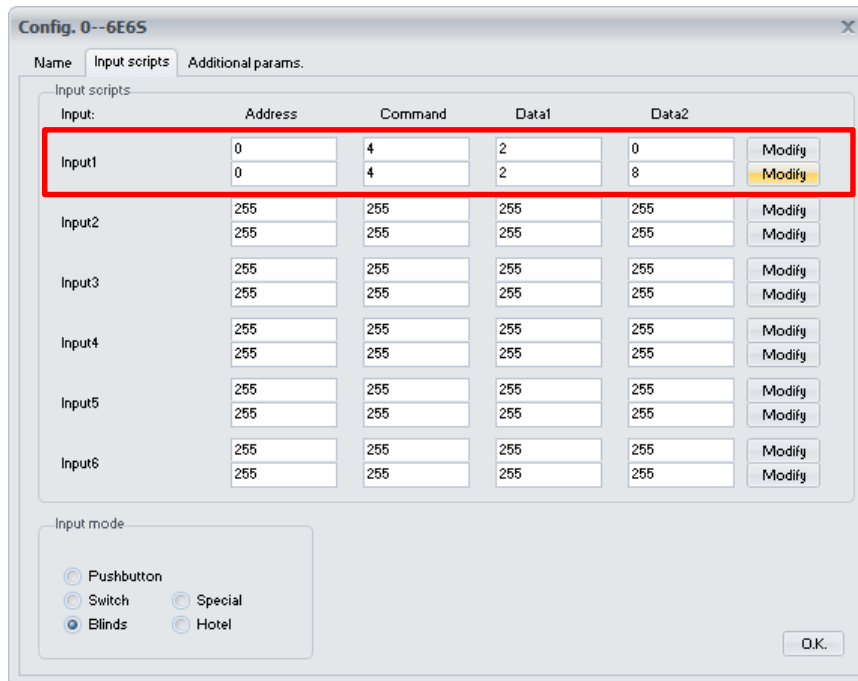 Config. 0--6E6S X
Name Input scripts Additional params.
Input scripts
Input: Address Command Data1 Data2
0 4 2 0 Modify
Input1
0 4 2 8 Modify
255 255 255 255 Modify
Input2
255 255 255 255 Modify
255 255 255 255 Modify
Input3
255 255 255 255 Modify
255 255 255 255 Modify
Input4
255 255 255 255 Modify
255 255 255 255 Modify
Input5
255 255 255 255 Modify
255 255 255 255 Modify
Input6
255 255 255 255 Modify
Input mode
Pushbutton
Switch Special
Blinds Hotel
O.K.